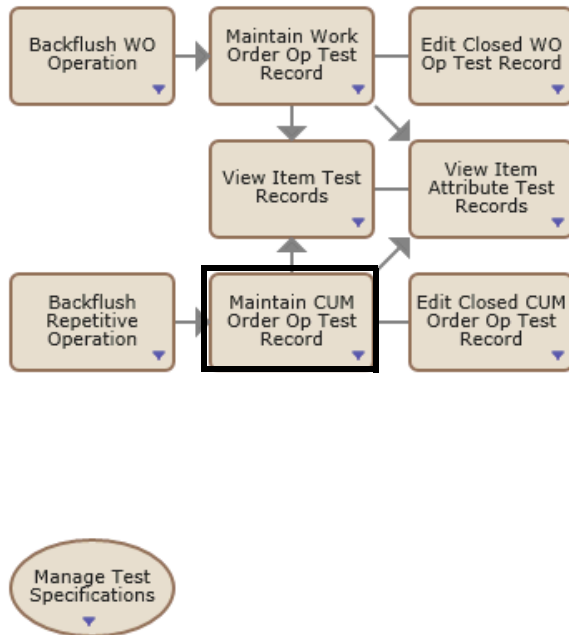 Backflush WO
Operation
Maintain Work
Order Op Test
Record
Edit Closed WO
Op Test Record
View Item Test
Records
View Item
Attribute Test
Records
Backflush
Repetitive
Operation
Maintain CUM
Order Op Test
Record
Edit Closed CUM
Order Op Test
Record
Manage Test
Specifications